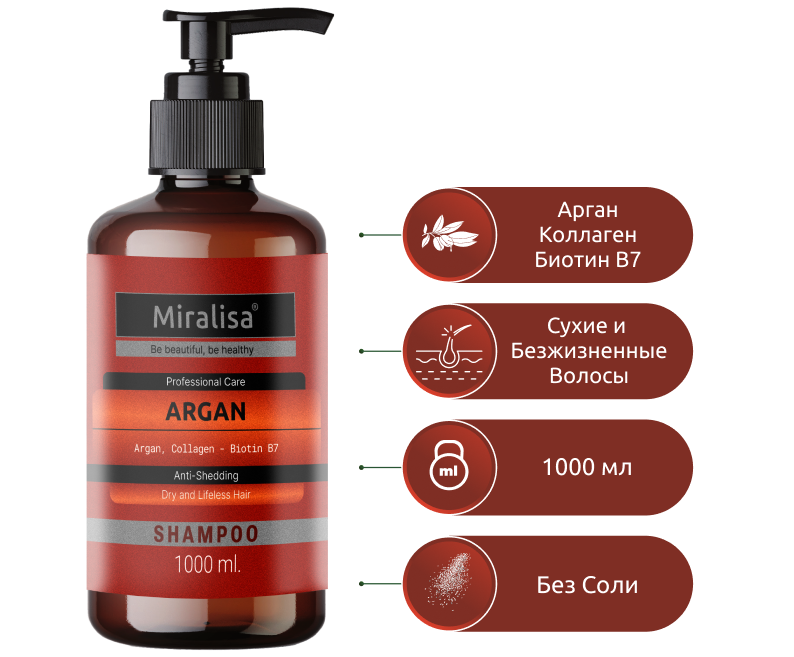 Miralisa®
Be beautiful, be healthy
Professional Care
ARGAN
Argan, Collagen - Biotin B7
Anti-Shedding
Dry and Lifeless Hair
SHAMPOO
1000 ml.
Арган
Коллаген
Биотин B7
Сухие и
Безжизненные
Волосы
ml
1000 мл
Без Соли